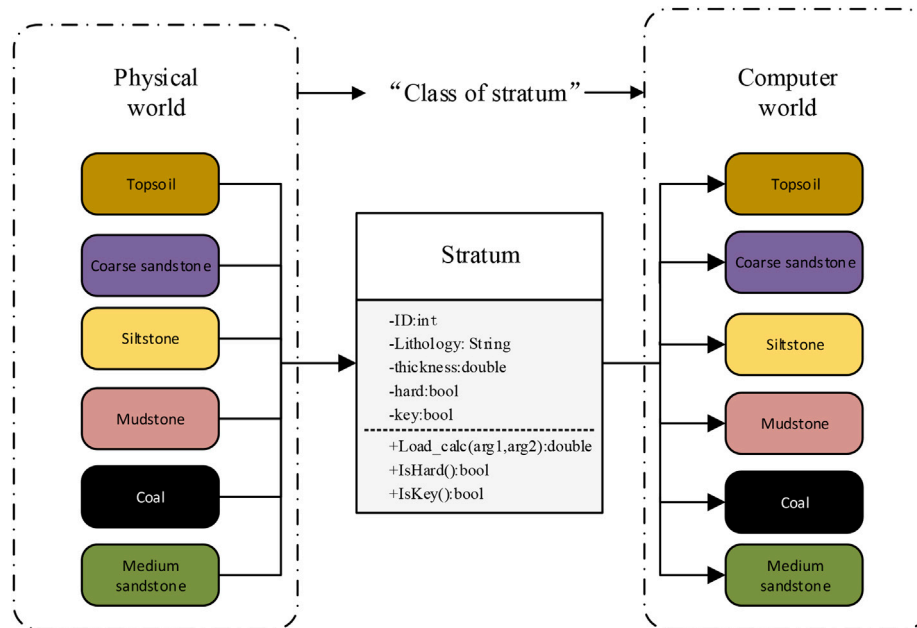 Physical
world
“Class of stratum”
Computer
world
Topsoil
Coarse sandstone
Siltstone
Mudstone
Coal
Medium
sandstone
Stratum
-ID:int
-Lithology: String
-thickness:double
-hard:bool
-key:bool
+Load_calc(arg1,arg2):double
+IsHard():bool
+IsKey():bool
Topsoil
Coarse sandstone
Siltstone
Mudstone
Coal
Medium
sandstone